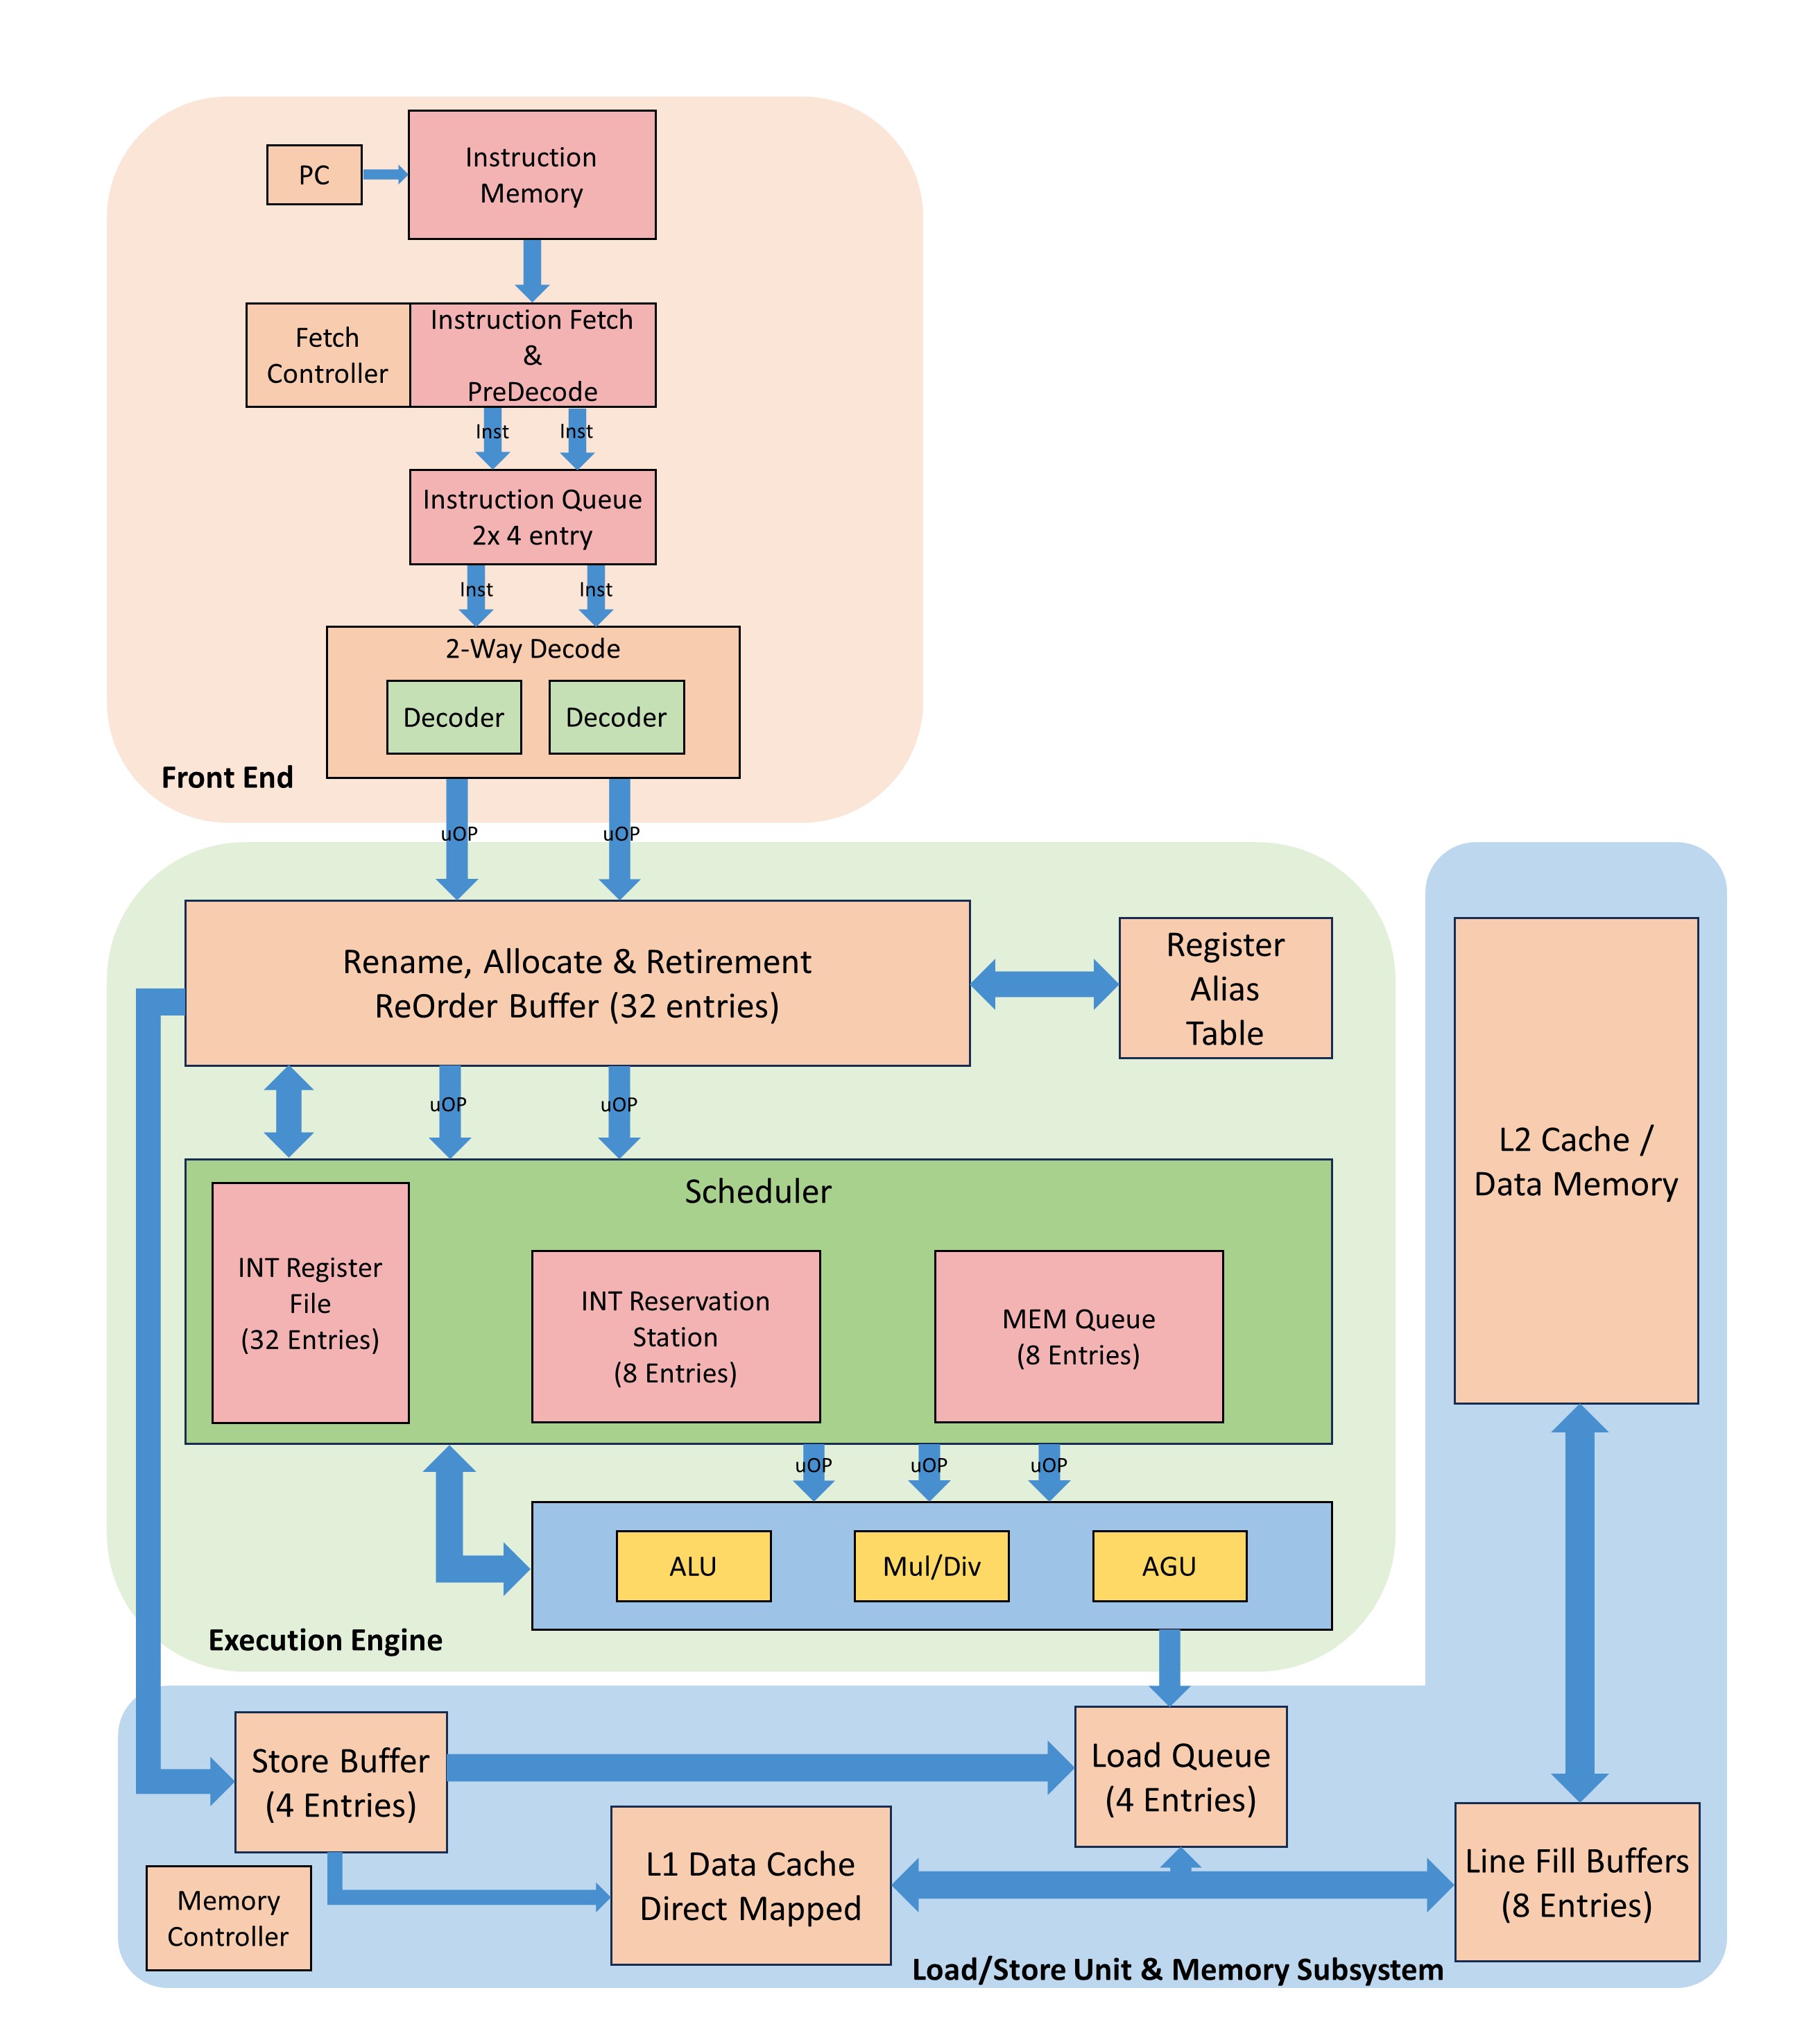 PC
Instruction
Memory
Fetch
Controller
Instruction Fetch
&
PreDecode
Inst
Inst
Instruction Queue
2x 4 entry
Inst
Inst
2-Way Decode
Decoder
Decoder
Front End
uOP
uOP
Rename, Allocate & Retirement
ReOrder Buffer (32 entries)
Register
Alias
Table
uOP
uOP
Scheduler
INT Register
File
(32 Entries)
INT Reservation
Station
(8 Entries)
MEM Queue
(8 Entries)
uOP
uOP
uOP
ALU
Mul/Div
AGU
Execution Engine
L2 Cache /
Data Memory
Store Buffer
(4 Entries)
Load Queue
(4 Entries)
Memory
Controller
L1 Data Cache
Direct Mapped
Line Fill Buffers
(8 Entries)
Load/Store Unit & Memory Subsystem